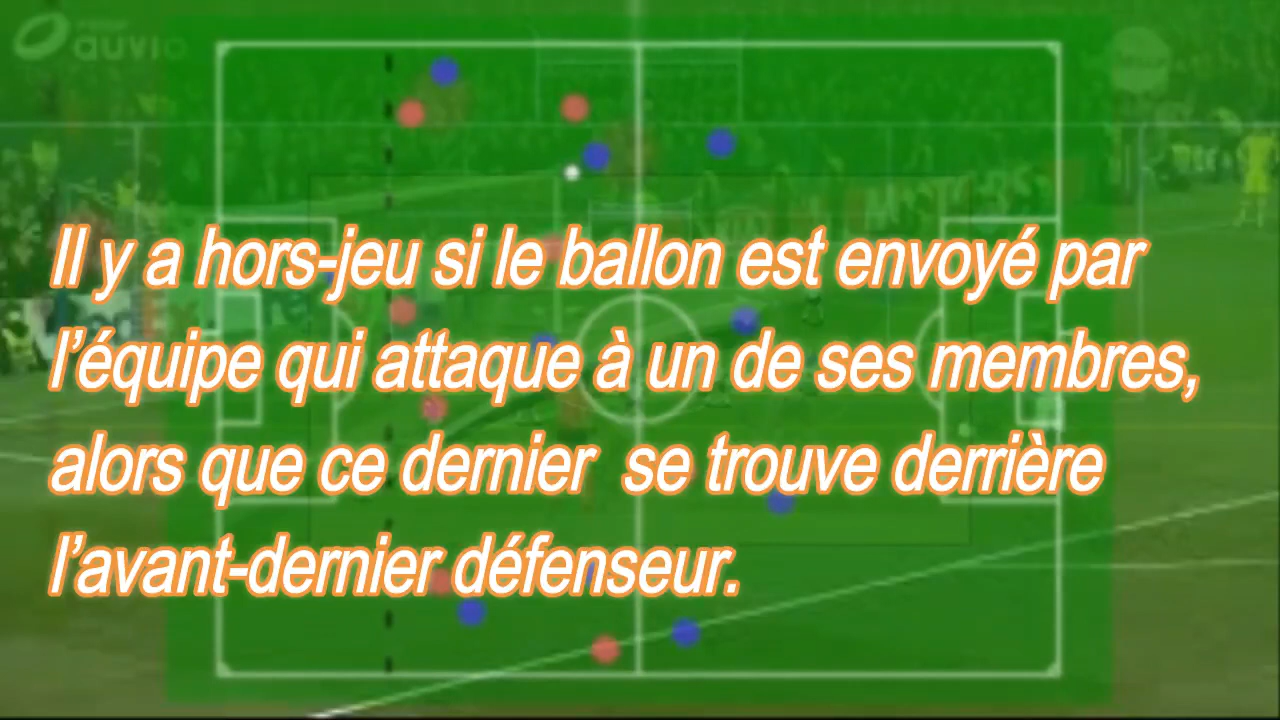 auvio
Il y a hors-jeu si le ballon est envoyé par
l’équipe qui attaque à un de ses membres,
alors que ce dernier  se trouve derrière
l’avant-dernier défenseur.